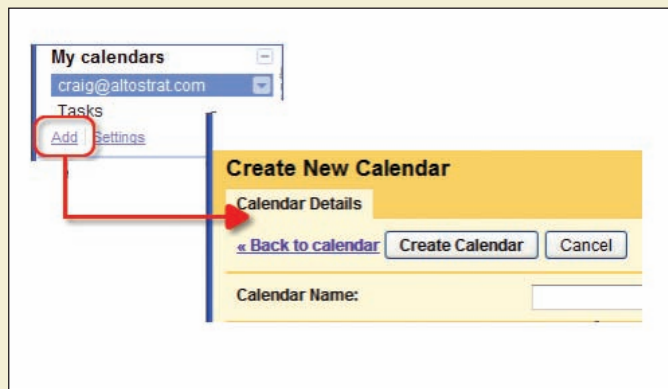 My calendars
craig@altostrat.com
Tasks
Add Settings
Create New Calendar
Calendar Details
« Back to calendar Create Calendar Cancel
Calendar Name: